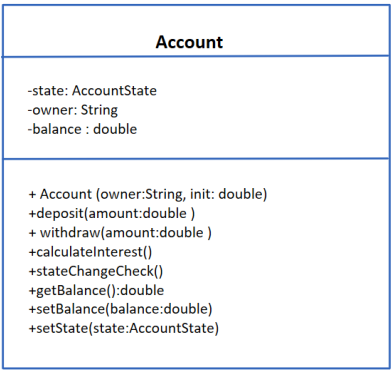 Account
-state: AccountState
-owner: String
-balance : double
+ Account (owner:String, init: double)
+deposit(amount:double )
+ withdraw(amount:double )
+calculateInterest()
+stateChangeCheck()
+getBalance():double
+setBalance(balance:double)
+setState(state:AccountState)